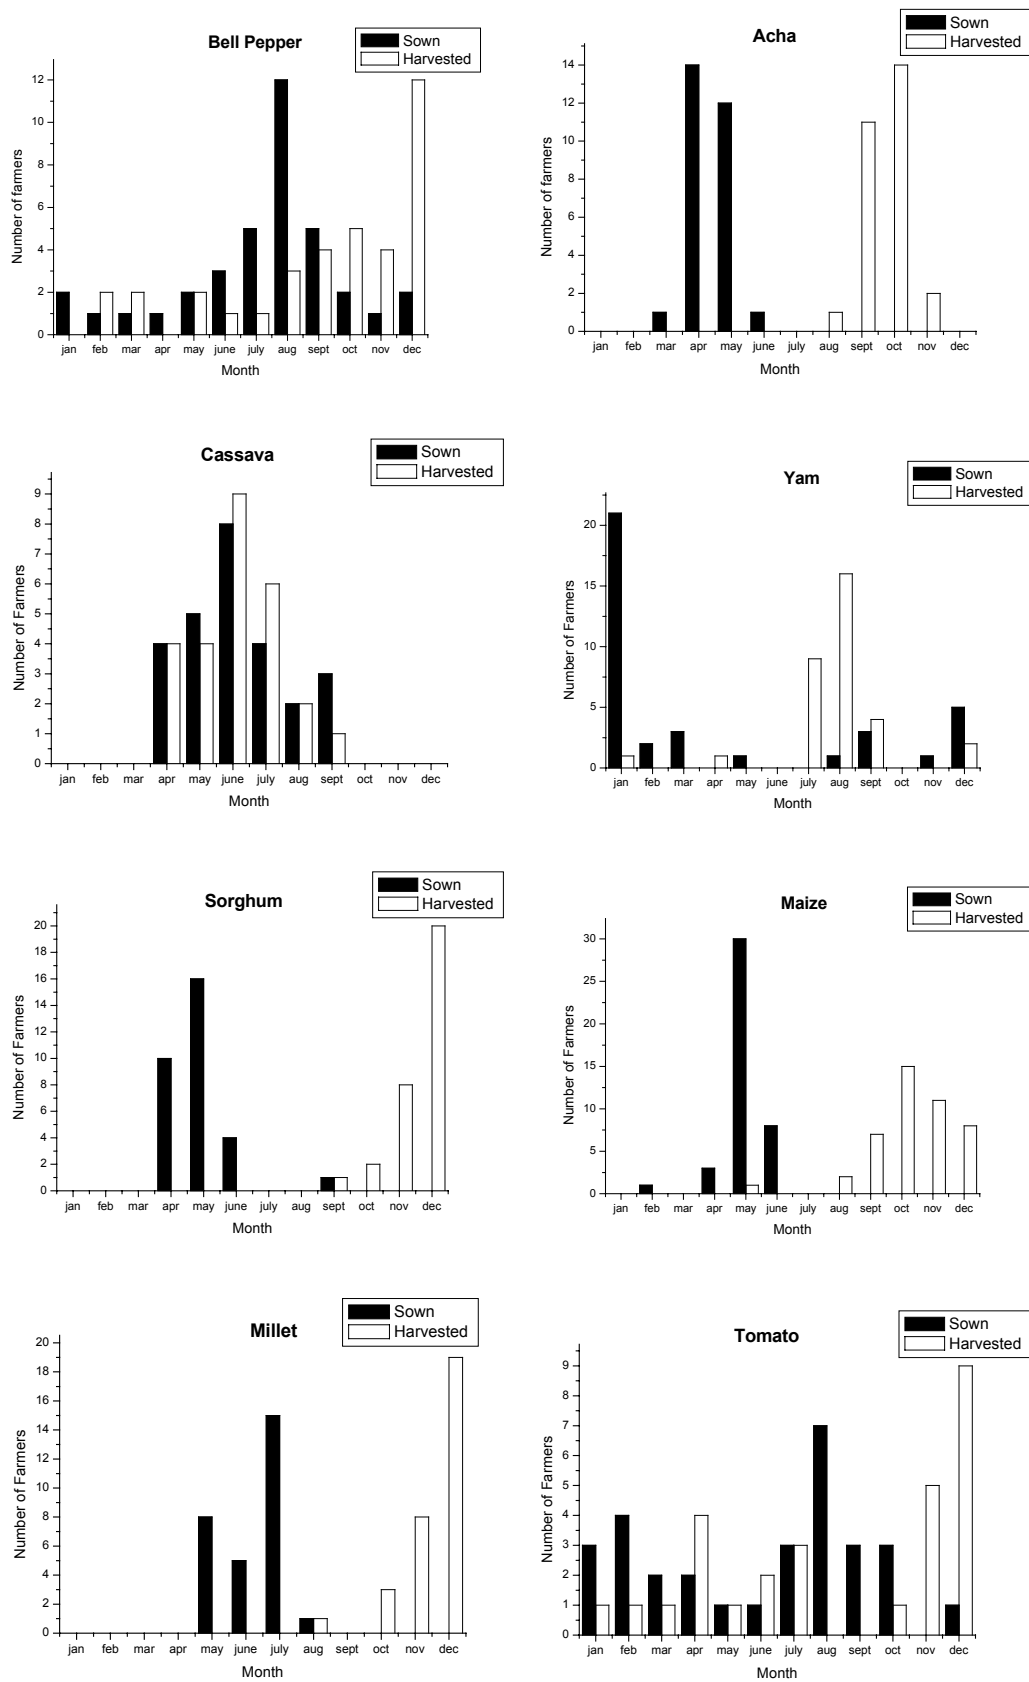 Bell Pepper
Sown
Harvested
Number of farmers
12
10
8
6
4
2
0
jan feb mar apr may june july aug sept oct nov dec
Month
Acha
Sown
Harvested
Number of farmers
14
12
10
8
6
4
2
0
jan feb mar apr may june july aug sept oct nov dec
Month
Cassava
Sown
Harvested
Number of Farmers
9
8
7
6
5
4
3
2
1
0
jan feb mar apr may june july aug sept oct nov dec
Month
Yam
Sown
Harvested
Number of Farmers
20
15
10
5
0
jan feb mar apr may june july aug sept oct nov dec
Month
Sorghum
Sown
Harvested
Number of Farmers
20
18
16
14
12
10
8
6
4
2
0
jan feb mar apr may june july aug sept oct nov dec
Month
Maize
Sown
Harvested
Number of Farmers
30
25
20
15
10
5
0
jan feb mar apr may june july aug sept oct nov dec
Month
Millet
Sown
Harvested
Number of Farmers
20
18
16
14
12
10
8
6
4
2
0
jan feb mar apr may june july aug sept oct nov dec
Month
Tomato
Sown
Harvested
Number of Farmers
9
8
7
6
5
4
3
2
1
0
jan feb mar apr may june july aug sept oct nov dec
Month